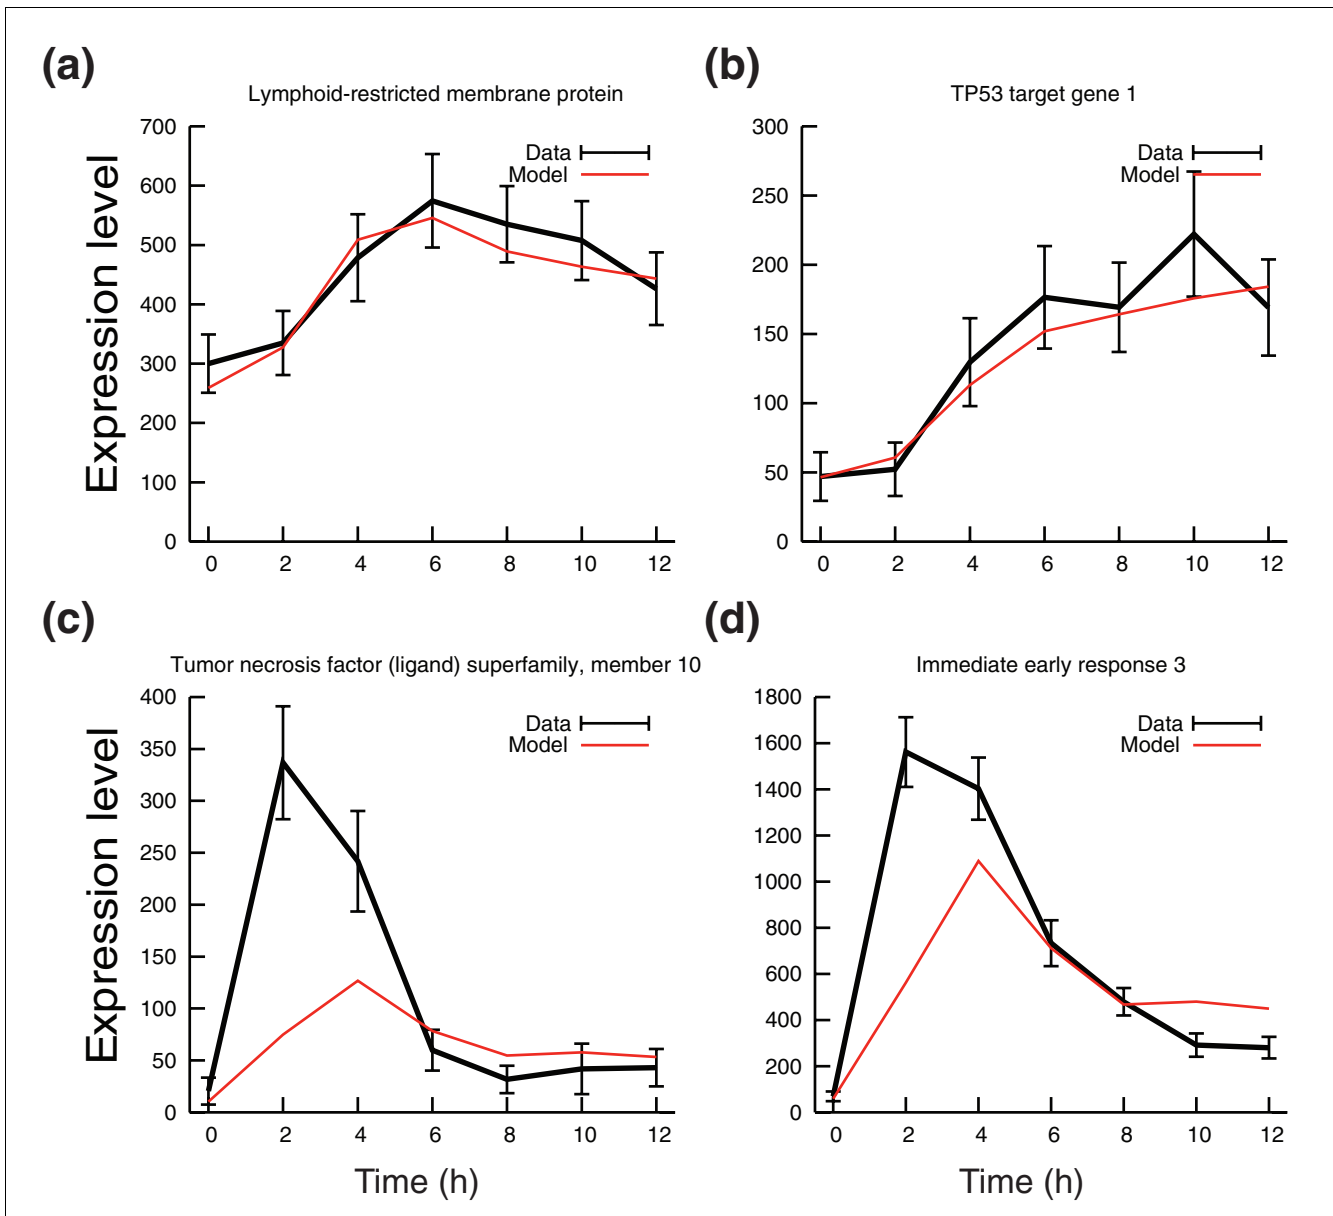 (a)
Lymphoid-restricted membrane protein
Expression level
700
600
500
400
300
200
100
0
Data
Model
0 2 4 6 8 10 12
(b)
TP53 target gene 1
300
250
200
150
100
50
0
Data
Model
0 2 4 6 8 10 12
(c)
Tumor necrosis factor (ligand) superfamily, member 10
Expression level
400
350
300
250
200
150
100
50
0
Data
Model
0 2 4 6 8 10 12
Time (h)
(d)
Immediate early response 3
1800
1600
1400
1200
1000
800
600
400
200
0
Data
Model
0 2 4 6 8 10 12
Time (h)